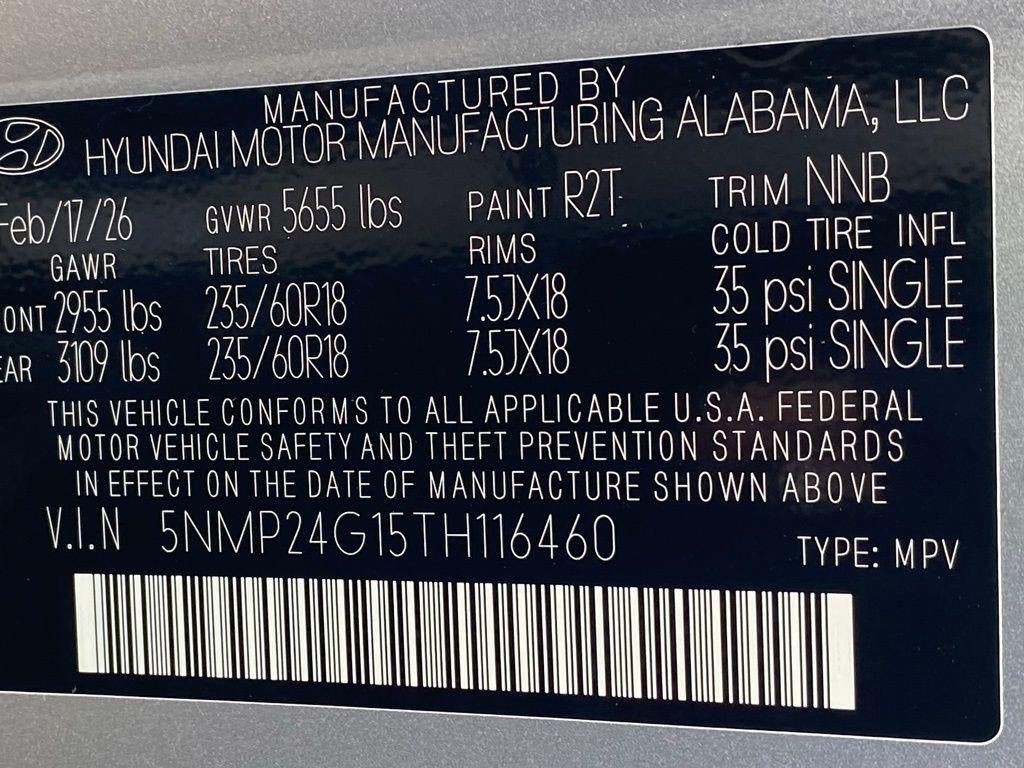 MANUFACTURED BY
HYUNDAI MOTOR MANUFACTURING ALABAMA, LLC
Feb/17/26 GVWR 5655 lbs PAINT R2T TRIM NNB
GAWR TIRES RIMS COLD TIRE INFL
ONT 2955 lbs 235/60R18 7.5JX18 35 psi SINGLE
EAR 3109 lbs 235/60R18 7.5JX18 35 psi SINGLE
THIS VEHICLE CONFORMS TO ALL APPLICABLE U.S.A. FEDERAL
MOTOR VEHICLE SAFETY AND THEFT PREVENTION STANDARDS
IN EFFECT ON THE DATE OF MANUFACTURE SHOWN ABOVE
V.I.N 5NMP24G15TH116460 TYPE: MPV